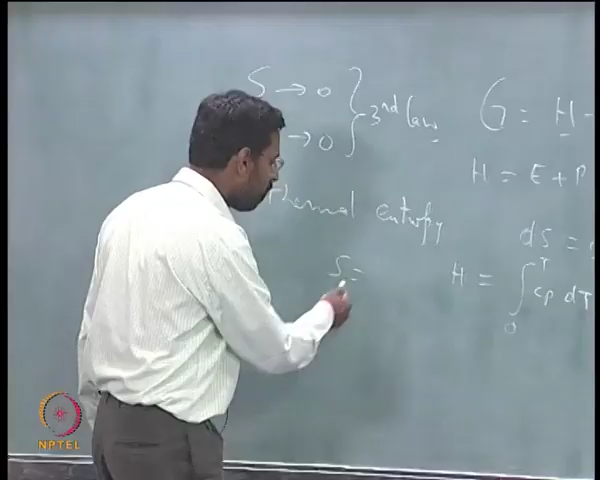 S → 0
→ 0
3rd law
Thermal entropy
S =
G = H -
H = E + P
dS =
H = ∫ 0 T cp dT
NPTEL